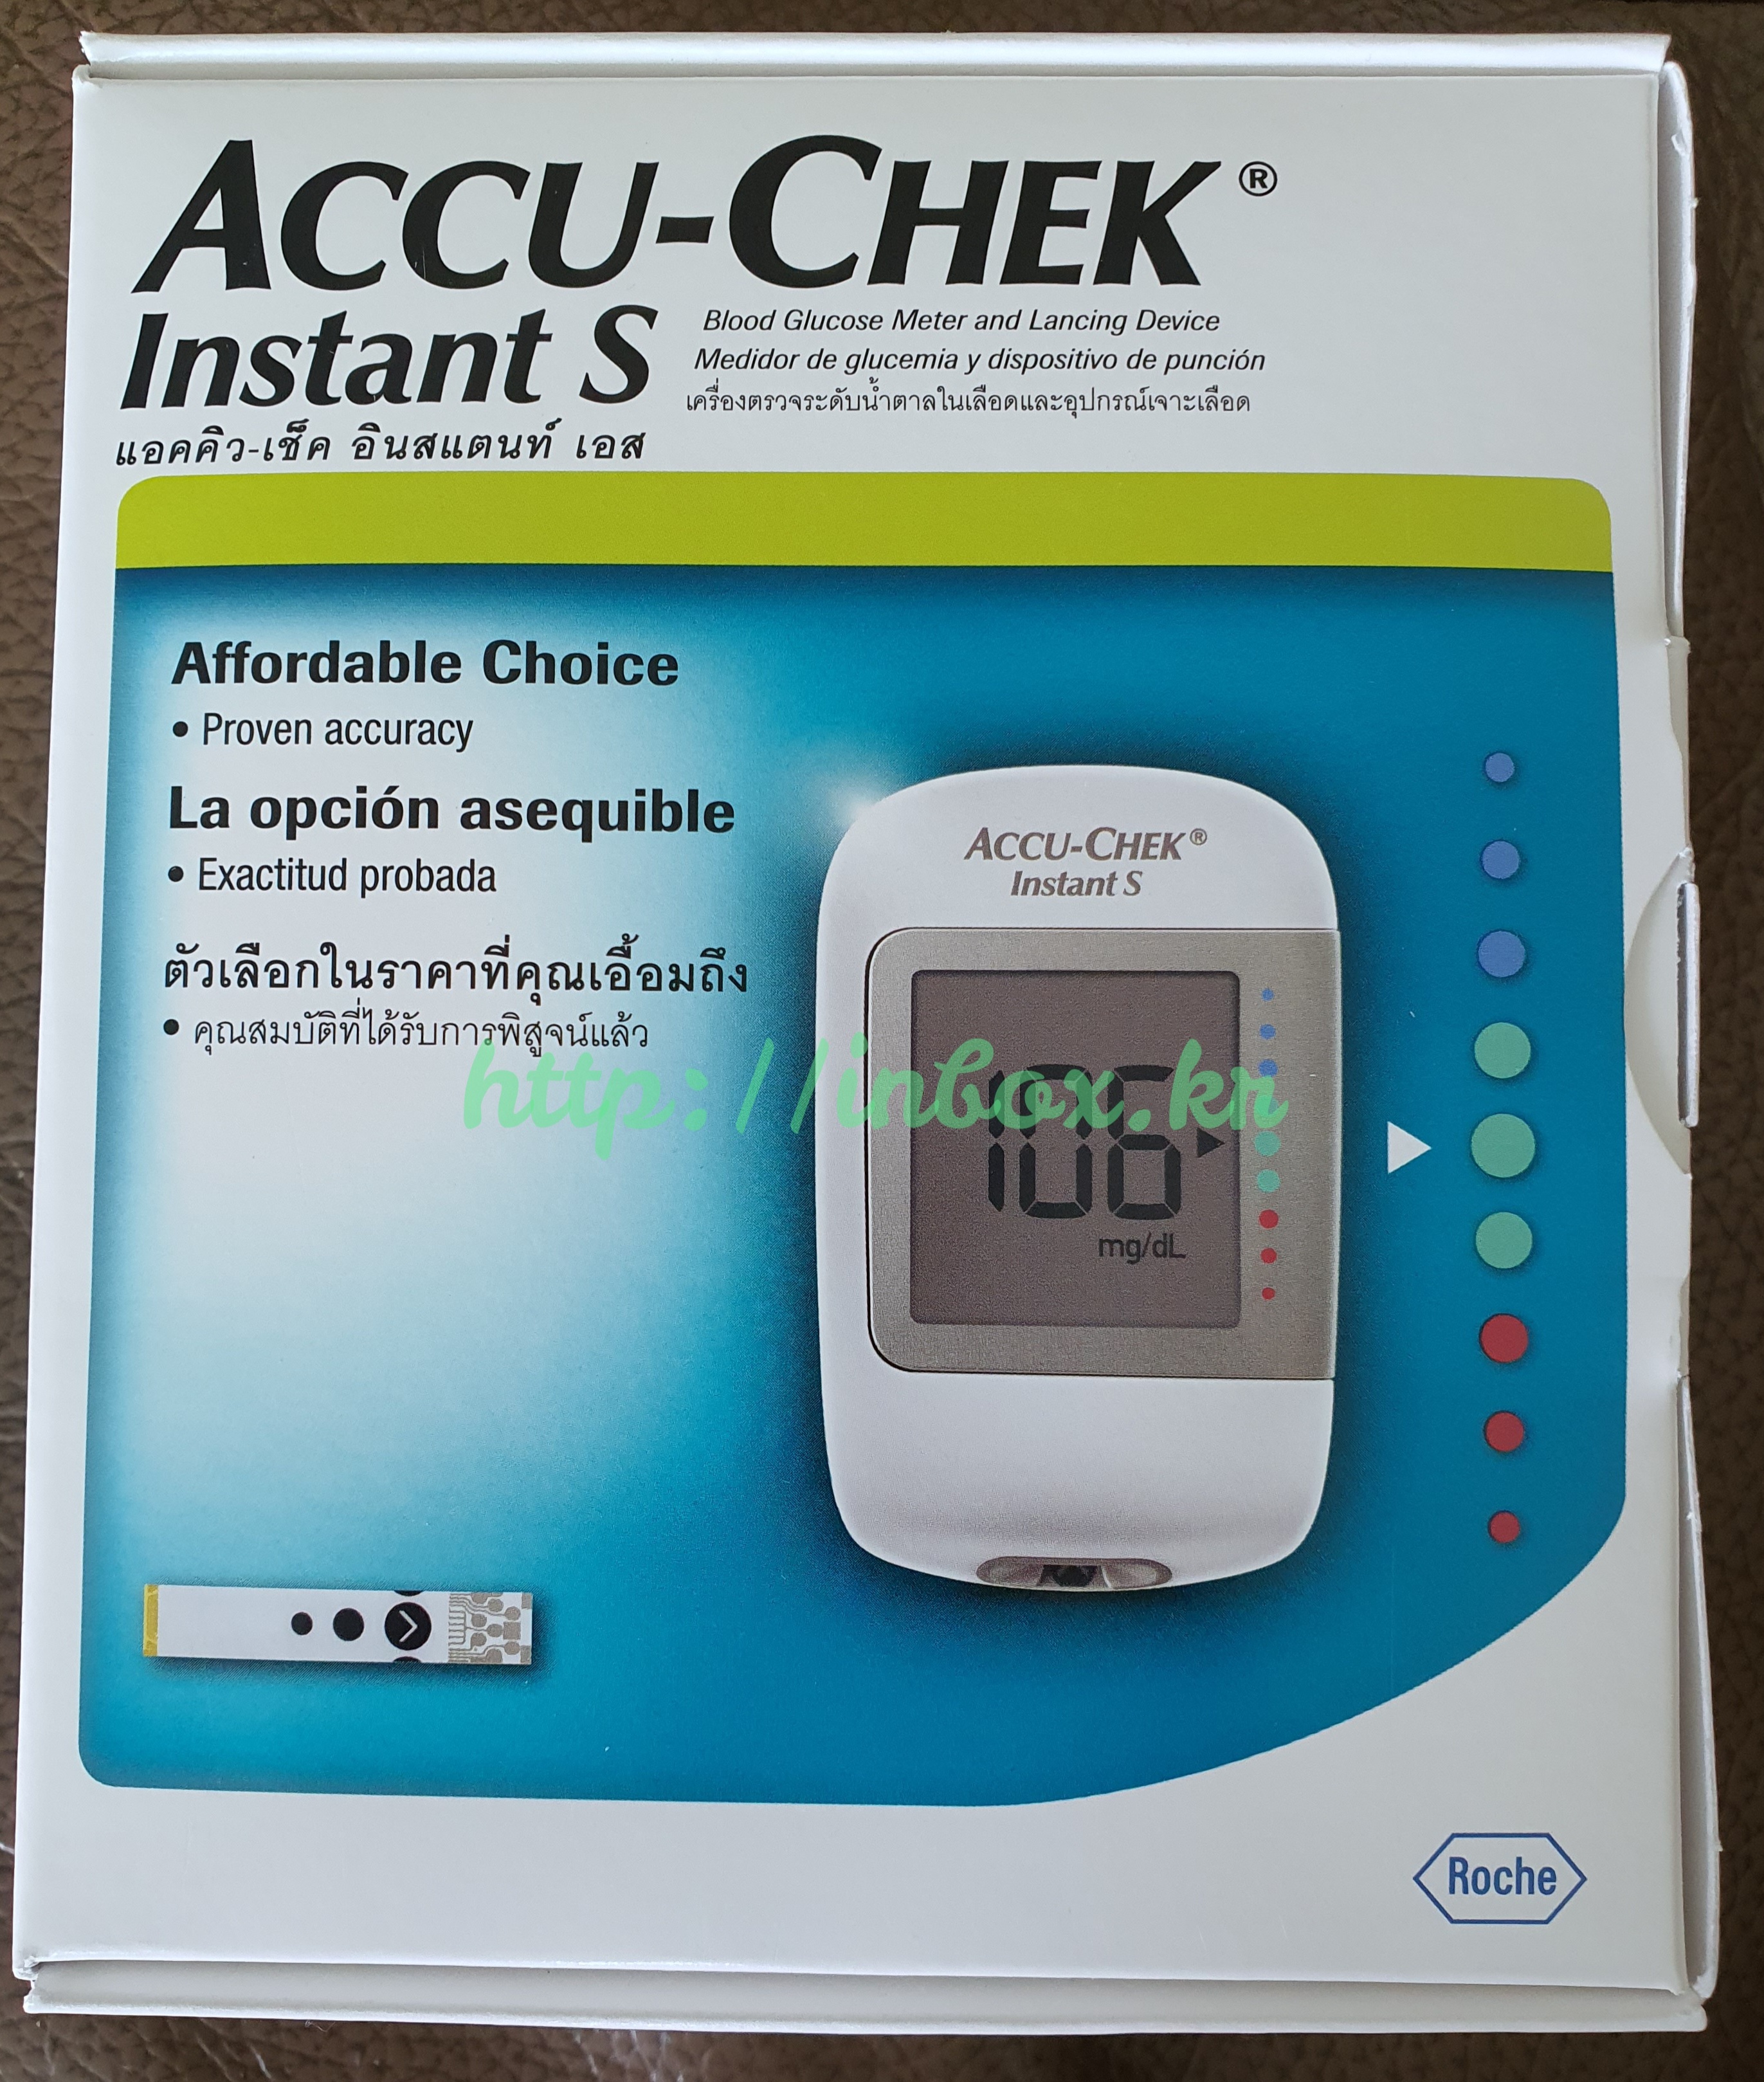 ACCU-CHEK®
Instant S
Blood Glucose Meter and Lancing Device
Medidor de glucemia y dispositivo de punción
เครื่องตรวจระดับน้ำตาลในเลือดและอุปกรณ์เจาะเลือด
แอคคิว-เช็ค อินสแตนท์ เอส
Affordable Choice
• Proven accuracy
La opción asequible
• Exactitud probada
ตัวเลือกในราคาที่คุณเอื้อมถึง
• คุณสมบัติที่ได้รับการพิสูจน์แล้ว
http://inbox.kr
ACCU-CHEK®
Instant S
106
mg/dL
Roche